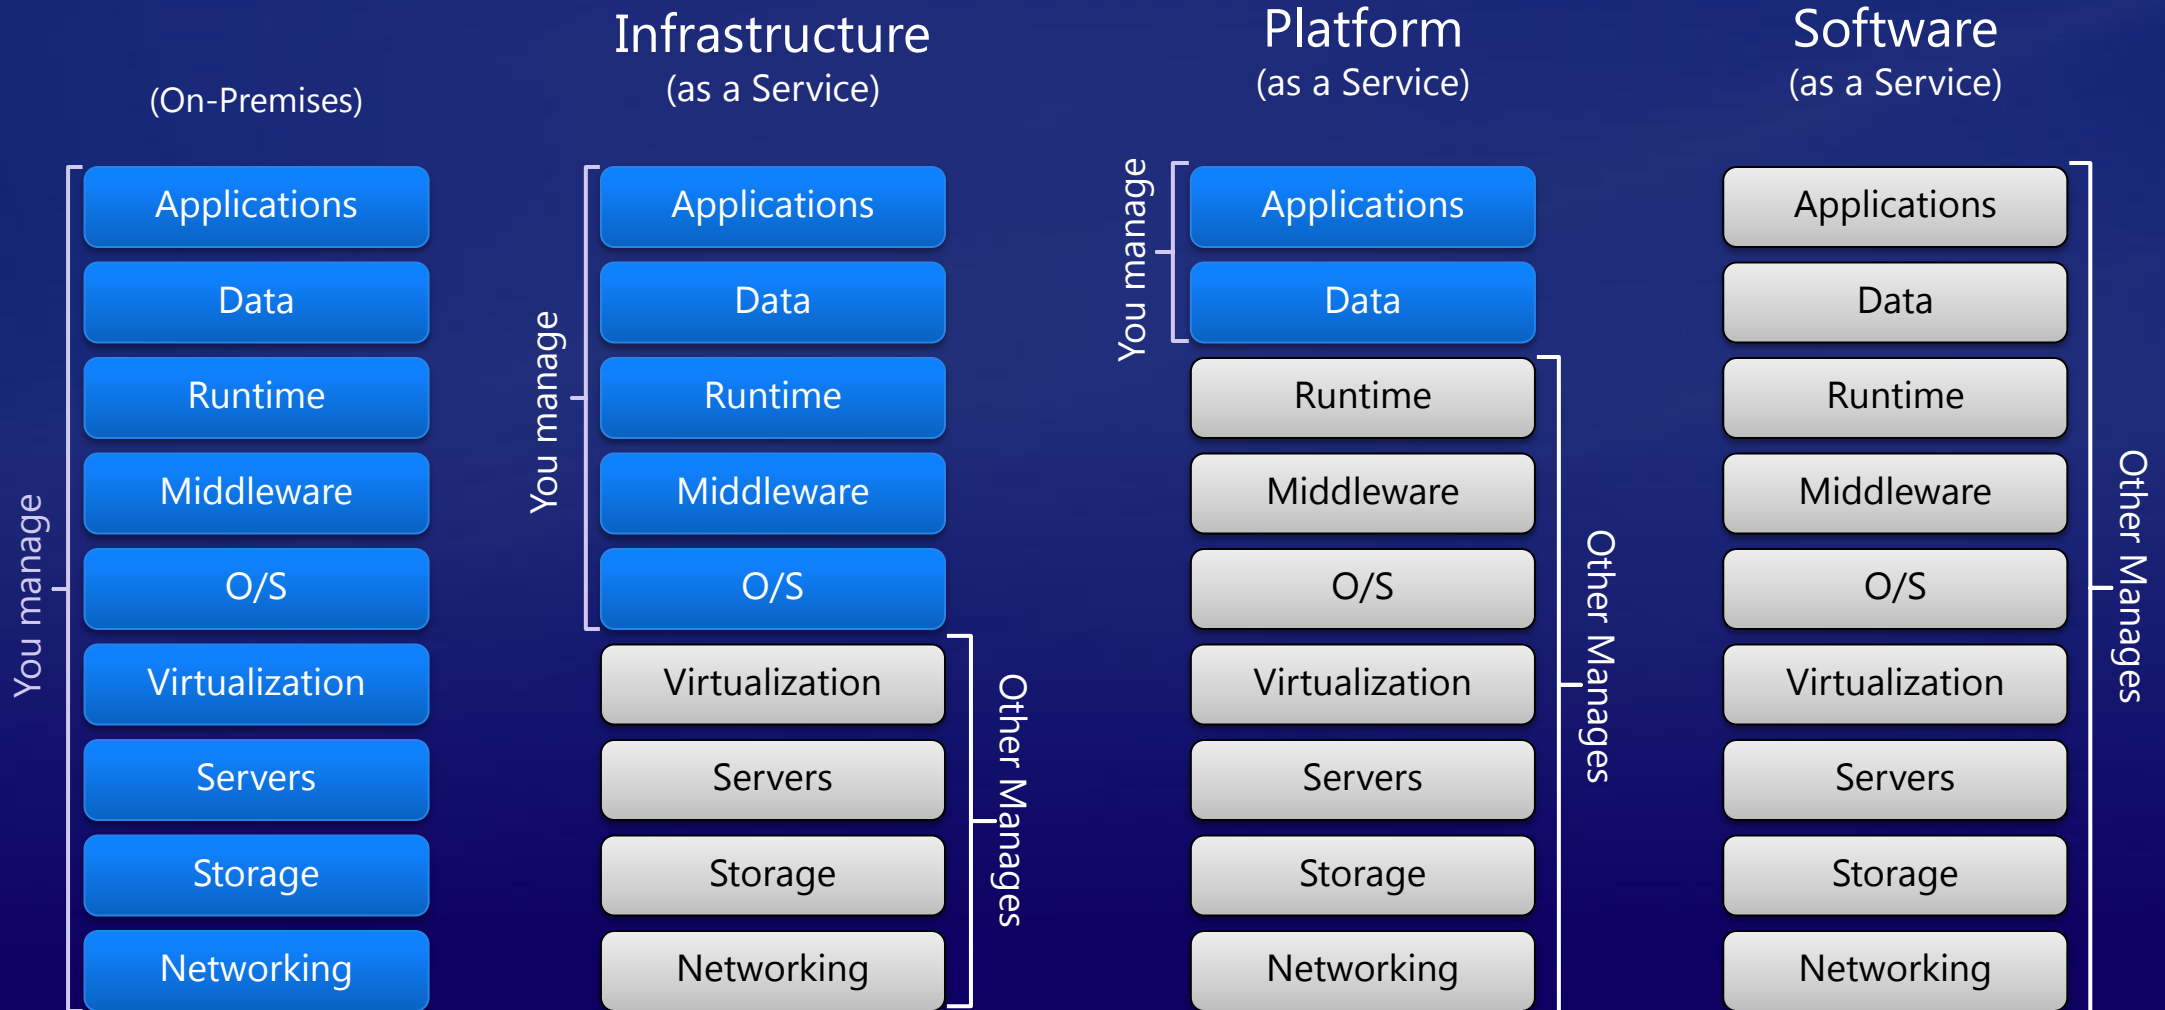 (On-Premises)
You manage
Applications
Data
Runtime
Middleware
O/S
Virtualization
Servers
Storage
Networking
Infrastructure
(as a Service)
You manage
Applications
Data
Runtime
Middleware
O/S
Virtualization
Servers
Storage
Networking
Other Manages
Platform
(as a Service)
You manage
Applications
Data
Runtime
Middleware
O/S
Virtualization
Servers
Storage
Networking
Other Manages
Software
(as a Service)
Applications
Data
Runtime
Middleware
O/S
Virtualization
Servers
Storage
Networking
Other Manages